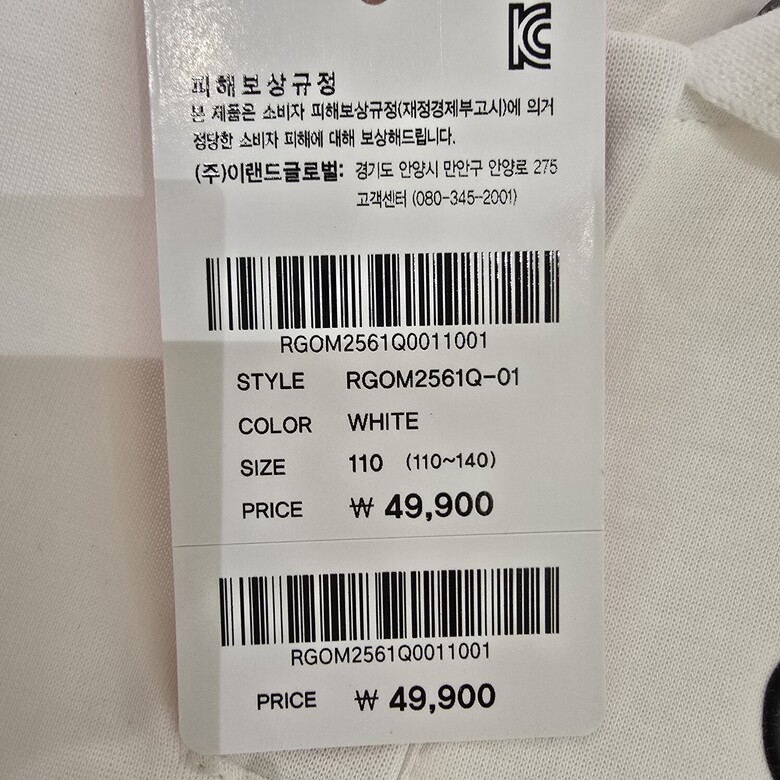 피해보상규정
본 제품은 소비자 피해보상규정(재정경제부고시)에 의거
정당한 소비자 피해에 대해 보상해드립니다.
(주)이랜드글로벌: 경기도 안양시 만안구 안양로 275
고객센터 (080-345-2001)
RGOM2561Q0011001
STYLE RGOM2561Q-01
COLOR WHITE
SIZE 110 (110~140)
PRICE ₩ 49,900
RGOM2561Q0011001
PRICE ₩ 49,900